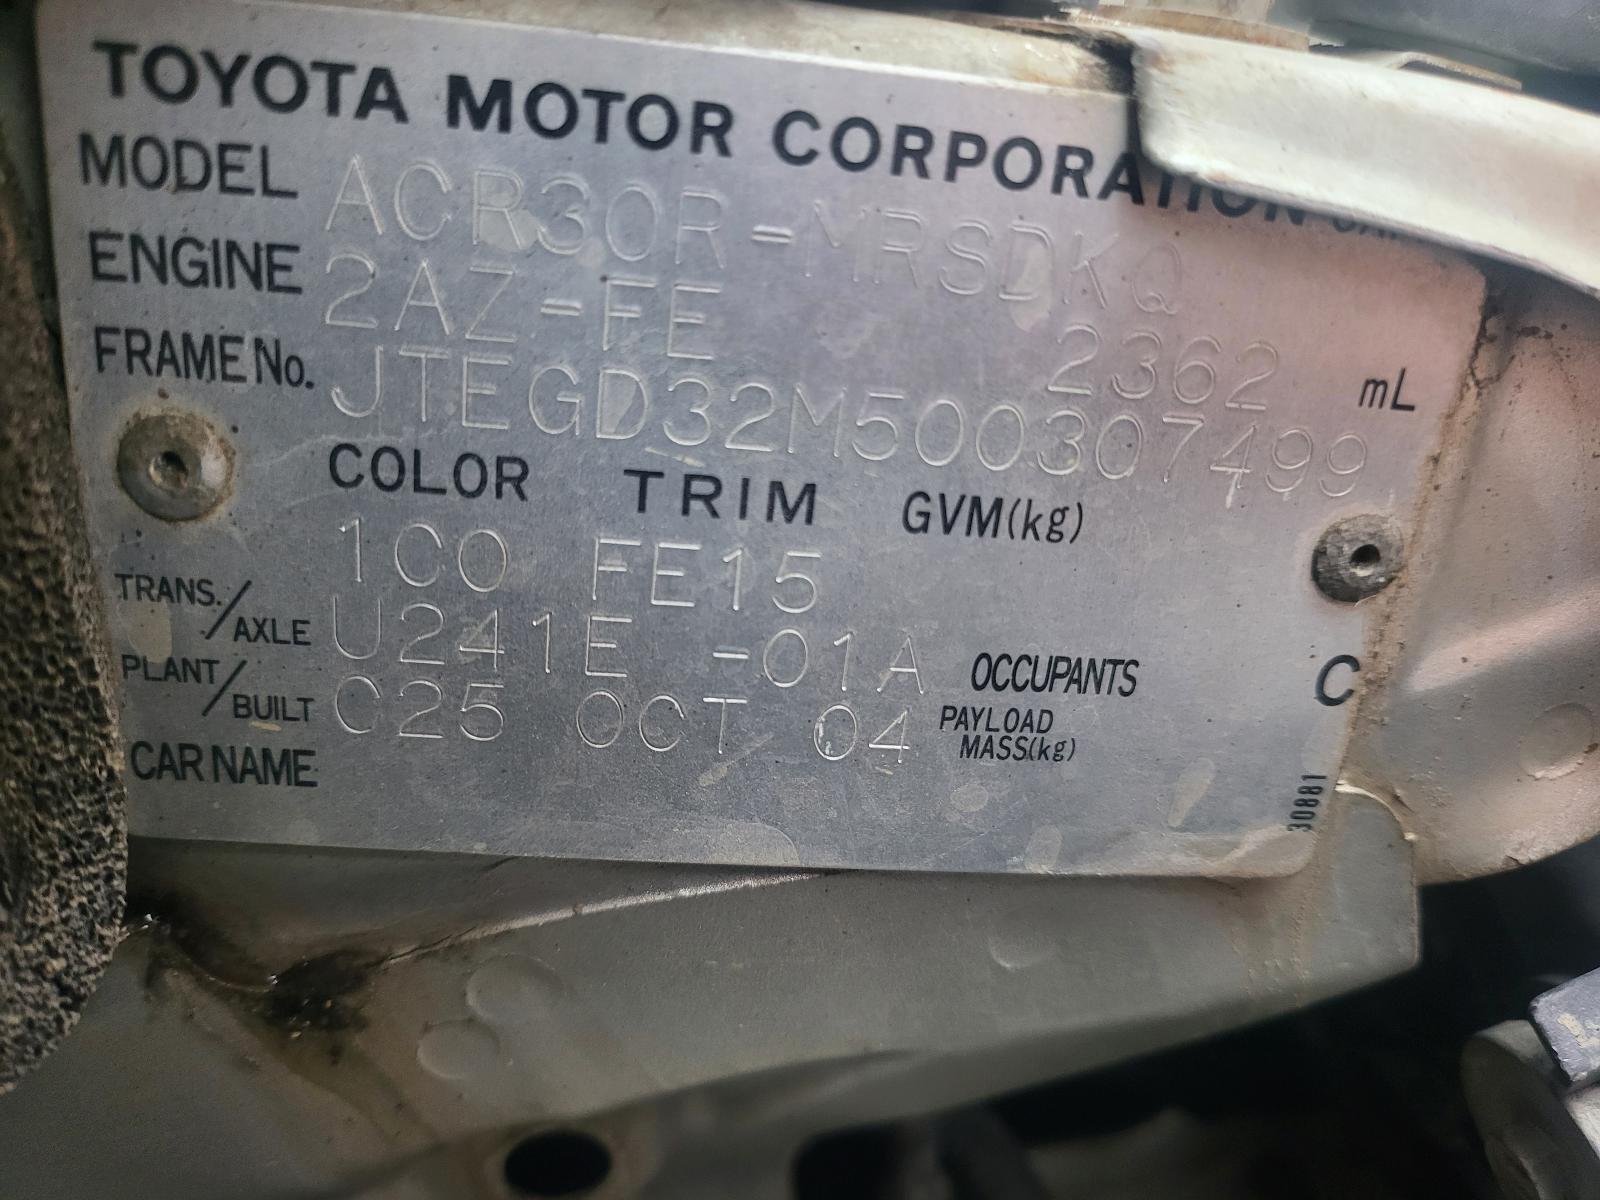 TOYOTA MOTOR CORPORATION
MODEL ACR30R-MRSDKQ
ENGINE 2AZ-FE 2362 mL
FRAME No. JTEGD32M500307499
COLOR TRIM GVM(kg)
1C0 FE15
TRANS./AXLE U241E -01A OCCUPANTS C
PLANT/BUILT C25 OCT 04 PAYLOAD MASS(kg)
CAR NAME
30881